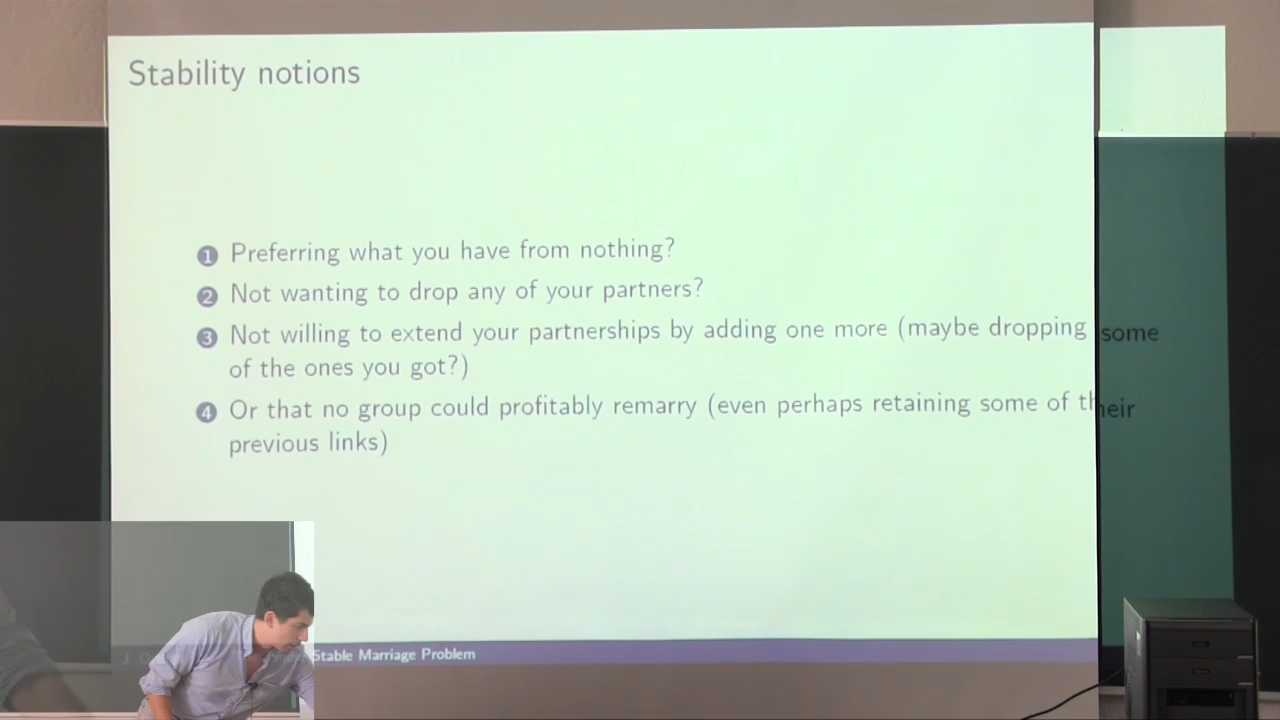 Stability notions
1 Preferring what you have from nothing?
2 Not wanting to drop any of your partners?
3 Not willing to extend your partnerships by adding one more (maybe dropping some
of the ones you got?)
4 Or that no group could profitably remarry (even perhaps retaining some of their
previous links)
Stable Marriage Problem